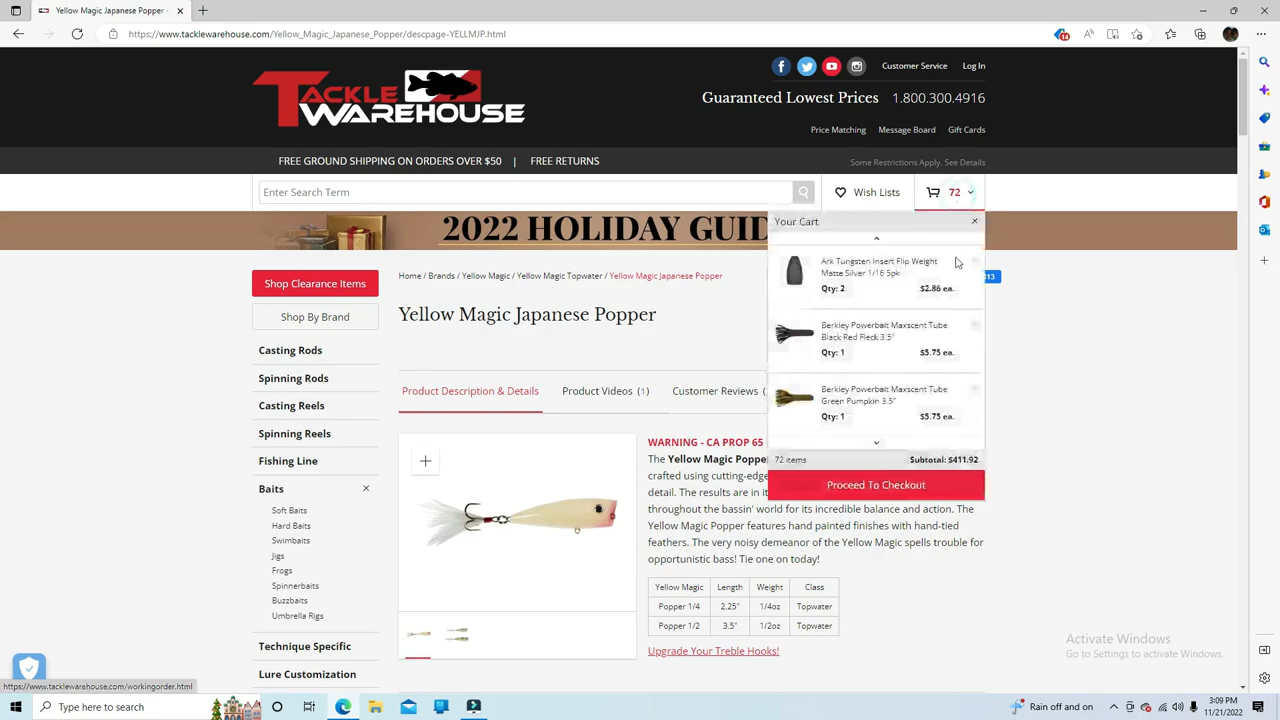 Yellow Magic Japanese Popper -
https://www.tacklewarehouse.com/Yellow_Magic_Japanese_Popper/descpage-YELLMJP.html
14
TACKLE WAREHOUSE
Customer Service
Log In
Guaranteed Lowest Prices 1.800.300.4916
Price Matching
Message Board
Gift Cards
FREE GROUND SHIPPING ON ORDERS OVER $50 | FREE RETURNS
Some Restrictions Apply. See Details
Enter Search Term
Wish Lists
72
2022 HOLIDAY GUID
Your Cart
Ark Tungsten Insert Flip Weight
Matte Silver 1/16 5pk
Qty: 2
$2.86 ea.
Berkley Powerbait Maxscent Tube
Black Red Fleck 3.5"
Qty: 1
$5.75 ea.
Berkley Powerbait Maxscent Tube
Green Pumpkin 3.5"
Qty: 1
$5.75 ea.
72 items
Subtotal: $411.92
Proceed To Checkout
Shop Clearance Items
Shop By Brand
Casting Rods
Spinning Rods
Casting Reels
Spinning Reels
Fishing Line
Baits
Soft Baits
Hard Baits
Swimbaits
Jigs
Frogs
Spinnerbaits
Buzzbaits
Umbrella Rigs
Technique Specific
Lure Customization
Home / Brands / Yellow Magic / Yellow Magic Topwater / Yellow Magic Japanese Popper
Yellow Magic Japanese Popper
Product Description & Details
Product Videos (1)
Customer Reviews (
WARNING - CA PROP 65
The Yellow Magic Poppe
crafted using cutting-edge
detail. The results are in it
throughout the bassin' world for its incredible balance and action. The
Yellow Magic Popper features hand painted finishes with hand-tied
feathers. The very noisy demeanor of the Yellow Magic spells trouble for
opportunistic bass! Tie one on today!
Yellow Magic Length Weight Class
Popper 1/4 2.25" 1/4oz Topwater
Popper 1/2 3.5" 1/2oz Topwater
Upgrade Your Treble Hooks!
Activate Windows
Go to Settings to activate Windows.
https://www.tacklewarehouse.com/workingorder.html
Type here to search
Rain off and on
3:09 PM
11/21/2022